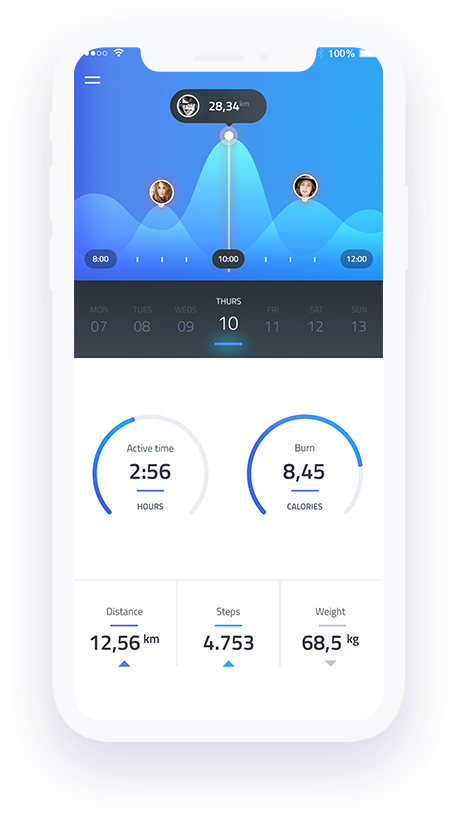 100%
28,34 km
8:00 10:00 12:00
THURS
MON TUES WEDS FRI SAT SUN
07 08 09 10 11 12 13
Active time Burn
2:56 8,45
HOURS CALORIES
Distance Steps Weight
12,56 km 4.753 68,5 kg